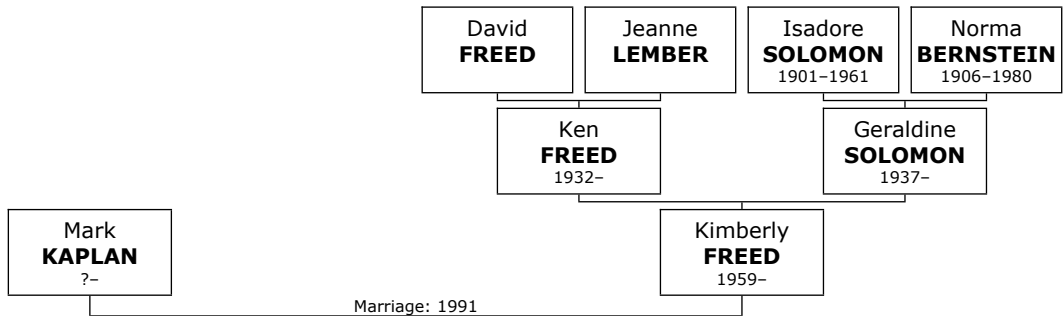 David
FREED
Jeanne
LEMBER
Isadore
SOLOMON
1901–1961
Norma
BERNSTEIN
1906–1980
Ken
FREED
1932–
Geraldine
SOLOMON
1937–
Mark
KAPLAN
?–
Kimberly
FREED
1959–
Marriage: 1991